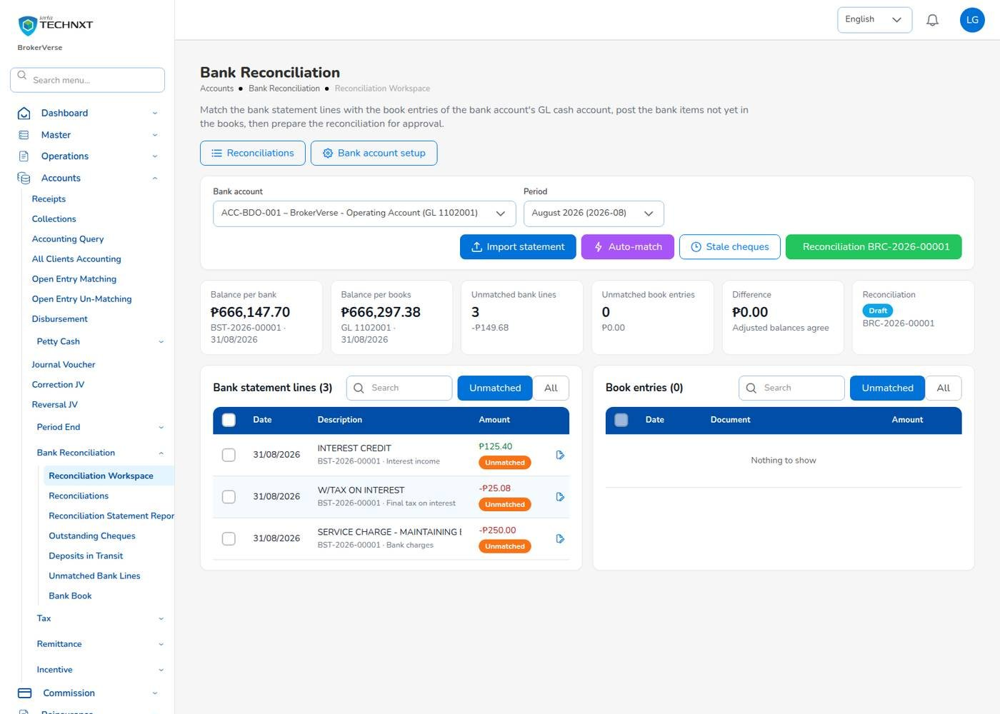 iorta
TECHNXT
BrokerVerse
Search menu...
Dashboard
Master
Operations
Accounts
Receipts
Collections
Accounting Query
All Clients Accounting
Open Entry Matching
Open Entry Un-Matching
Disbursement
Petty Cash
Journal Voucher
Correction JV
Reversal JV
Period End
Bank Reconciliation
Reconciliation Workspace
Reconciliations
Reconciliation Statement Repor
Outstanding Cheques
Deposits in Transit
Unmatched Bank Lines
Bank Book
Tax
Remittance
Incentive
Commission
Reinsurance
English
LG
Bank Reconciliation
Accounts • Bank Reconciliation • Reconciliation Workspace
Match the bank statement lines with the book entries of the bank account's GL cash account, post the bank items not yet in
the books, then prepare the reconciliation for approval.
Reconciliations
Bank account setup
Bank account
Period
ACC-BDO-001 – BrokerVerse - Operating Account (GL 1102001)
August 2026 (2026-08)
Import statement
Auto-match
Stale cheques
Reconciliation BRC-2026-00001
Balance per bank
₱666,147.70
BST-2026-00001 ·
31/08/2026
Balance per books
₱666,297.38
GL 1102001 ·
31/08/2026
Unmatched bank lines
3
-₱149.68
Unmatched book entries
0
₱0.00
Difference
₱0.00
Adjusted balances agree
Reconciliation
Draft
BRC-2026-00001
Bank statement lines (3)
Search
Unmatched
All
Date Description Amount
31/08/2026 INTEREST CREDIT ₱125.40
BST-2026-00001 · Interest income Unmatched
31/08/2026 W/TAX ON INTEREST -₱25.08
BST-2026-00001 · Final tax on interest Unmatched
31/08/2026 SERVICE CHARGE - MAINTAINING -₱250.00
BST-2026-00001 · Bank charges Unmatched
Book entries (0)
Search
Unmatched
All
Date Document Amount
Nothing to show